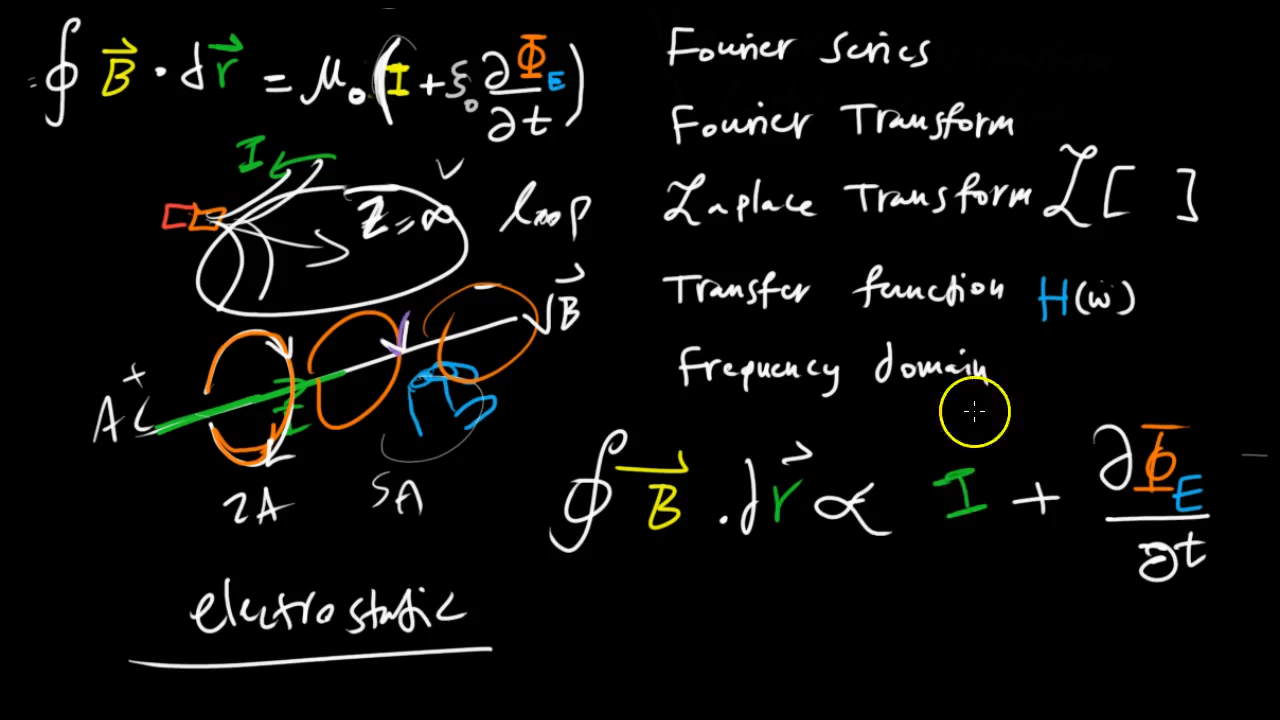 ∮ B⃗ · dr⃗ = μ₀ (I + ξ₀ ∂Φ_E/∂t)
I
Z = ∞
loop
B⃗
A
+
E
2A
5A
electrostatic
Fourier Series
Fourier Transform
Laplace Transform ℒ[ ]
Transfer function H(ω)
Frequency domain
∮ B⃗ · dr⃗ ∝ I + ∂Φ_E/∂t